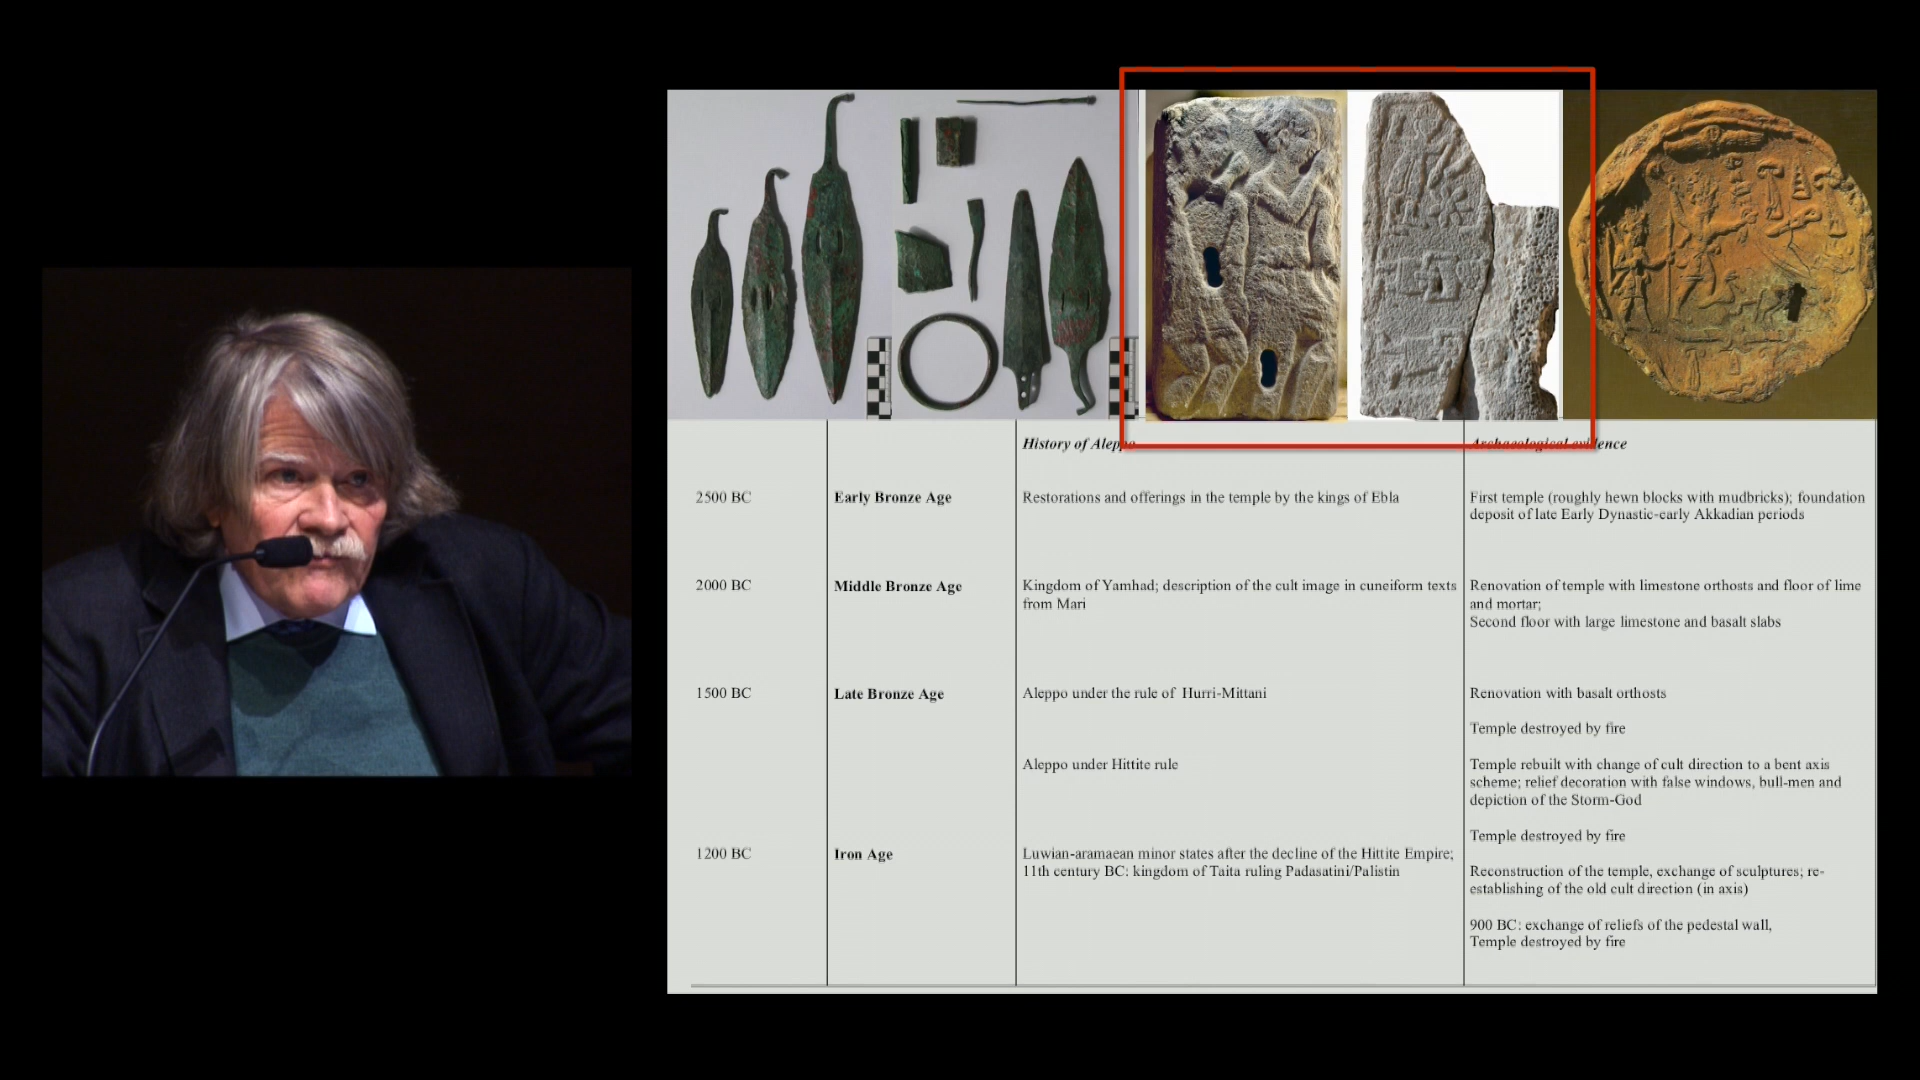 History of Aleppo
Archaeological evidence
2500 BC
Early Bronze Age
Restorations and offerings in the temple by the kings of Ebla
First temple (roughly hewn blocks with mudbricks); foundation
deposit of late Early Dynastic-early Akkadian periods
2000 BC
Middle Bronze Age
Kingdom of Yamhad; description of the cult image in cuneiform texts
from Mari
Renovation of temple with limestone orthosts and floor of lime
and mortar;
Second floor with large limestone and basalt slabs
1500 BC
Late Bronze Age
Aleppo under the rule of Hurri-Mittani
Renovation with basalt orthosts
Temple destroyed by fire
Aleppo under Hittite rule
Temple rebuilt with change of cult direction to a bent axis
scheme; relief decoration with false windows, bull-men and
depiction of the Storm-God
Temple destroyed by fire
1200 BC
Iron Age
Luwian-aramaean minor states after the decline of the Hittite Empire;
11th century BC: kingdom of Taita ruling Padasatini/Palistin
Reconstruction of the temple, exchange of sculptures; re-
establishing of the old cult direction (in axis)
900 BC: exchange of reliefs of the pedestal wall,
Temple destroyed by fire